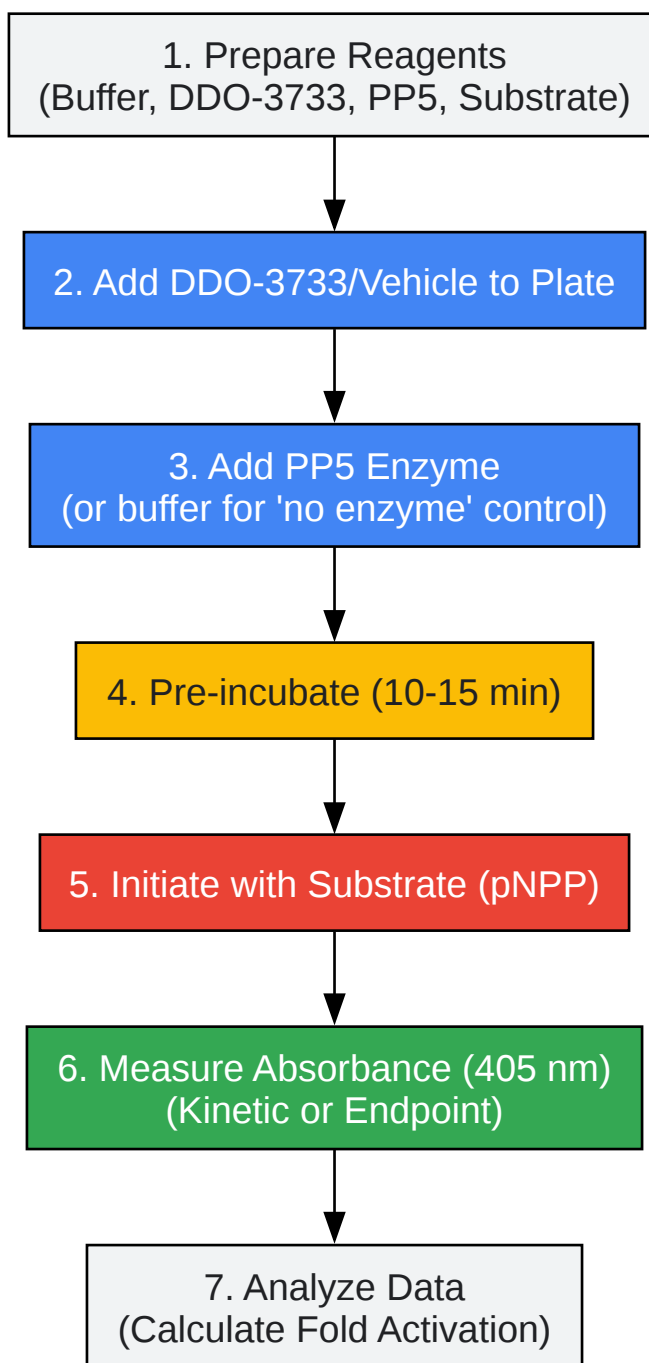 1. Prepare Reagents
(Buffer, DDO-3733, PP5, Substrate)
2. Add DDO-3733/Vehicle to Plate
3. Add PP5 Enzyme
(or buffer for 'no enzyme' control)
4. Pre-incubate (10-15 min)
5. Initiate with Substrate (pNPP)
6. Measure Absorbance (405 nm)
(Kinetic or Endpoint)
7. Analyze Data
(Calculate Fold Activation)